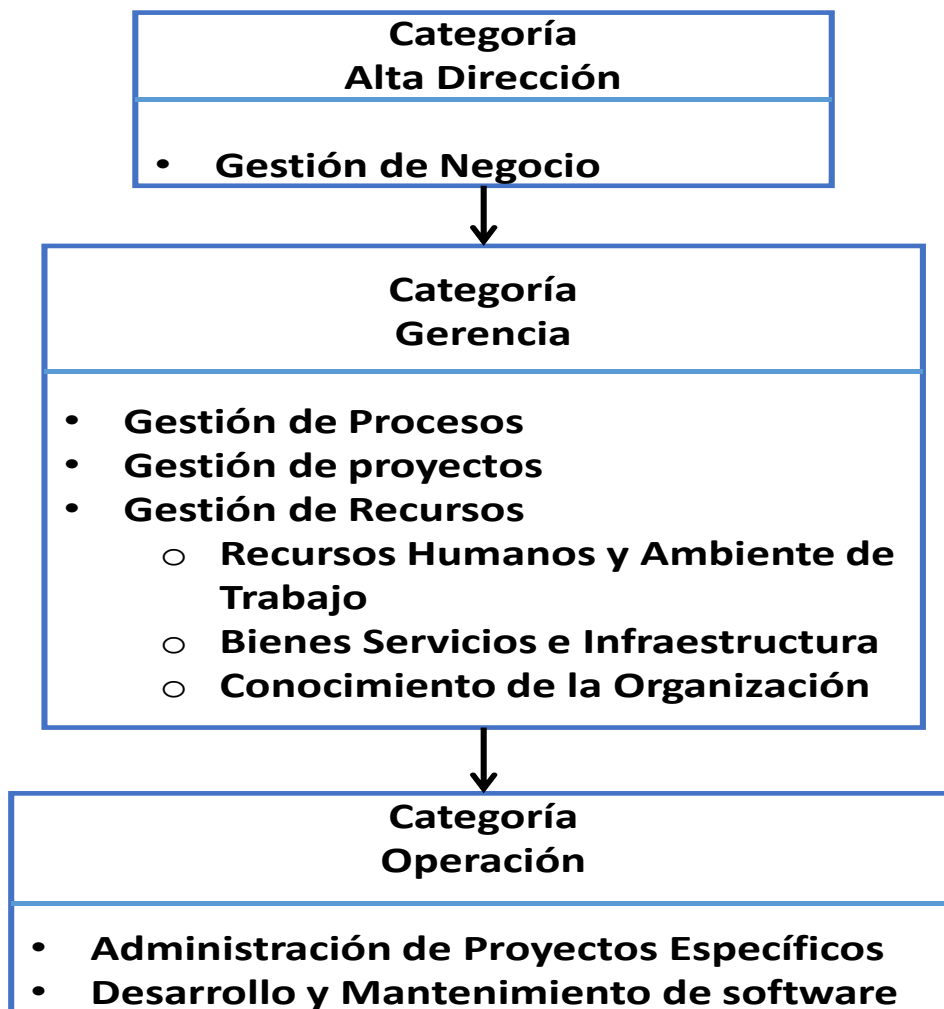 Categoría
Alta Dirección
• Gestión de Negocio
Categoría
Gerencia
• Gestión de Procesos
• Gestión de proyectos
• Gestión de Recursos
o Recursos Humanos y Ambiente de
Trabajo
o Bienes Servicios e Infraestructura
o Conocimiento de la Organización
Categoría
Operación
• Administración de Proyectos Específicos
• Desarrollo y Mantenimiento de software